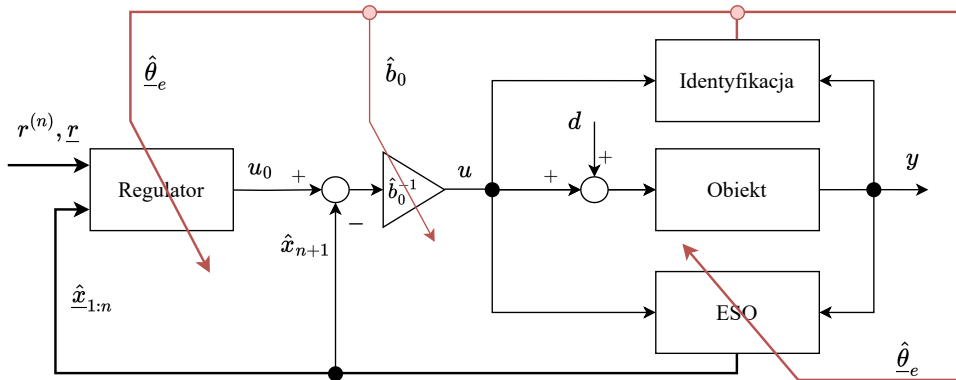 Identyfikacja
θ̂_e
b̂_0
r^(n), r
d
+
Regulator
u_0
+
−
b̂_0^−1
u
+
Obiekt
y
x̂_n+1
x̂_1:n
ESO
θ̂_e